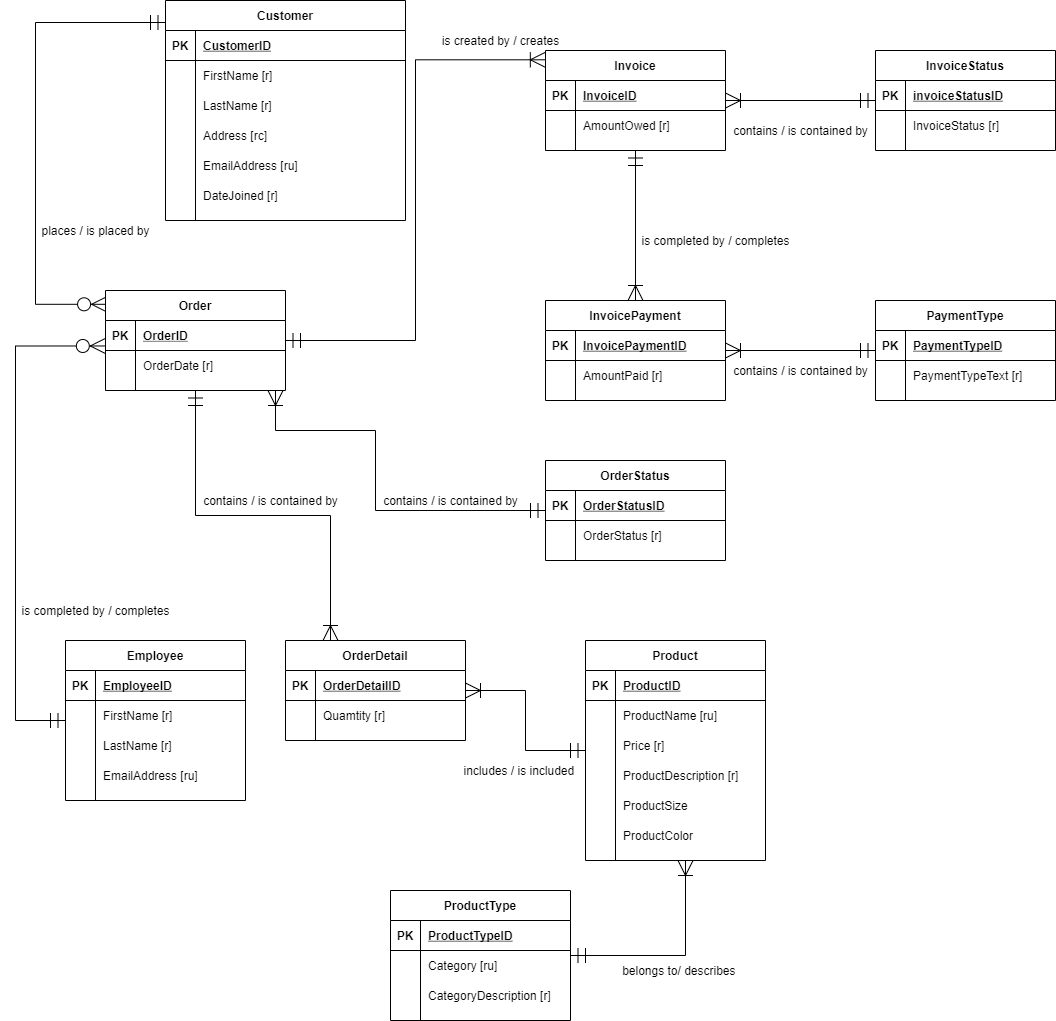 Customer
PK CustomerID
FirstName [r]
LastName [r]
Address [rc]
EmailAddress [ru]
DateJoined [r]
places / is placed by
is created by / creates
Invoice
PK InvoiceID
AmountOwed [r]
contains / is contained by
InvoiceStatus
PK invoiceStatusID
InvoiceStatus [r]
is completed by / completes
Order
PK OrderID
OrderDate [r]
InvoicePayment
PK InvoicePaymentID
AmountPaid [r]
contains / is contained by
PaymentType
PK PaymentTypeID
PaymentTypeText [r]
contains / is contained by
contains / is contained by
OrderStatus
PK OrderStatusID
OrderStatus [r]
is completed by / completes
Employee
PK EmployeeID
FirstName [r]
LastName [r]
EmailAddress [ru]
OrderDetail
PK OrderDetailID
Quamtity [r]
includes / is included
Product
PK ProductID
ProductName [ru]
Price [r]
ProductDescription [r]
ProductSize
ProductColor
ProductType
PK ProductTypeID
Category [ru]
CategoryDescription [r]
belongs to/ describes